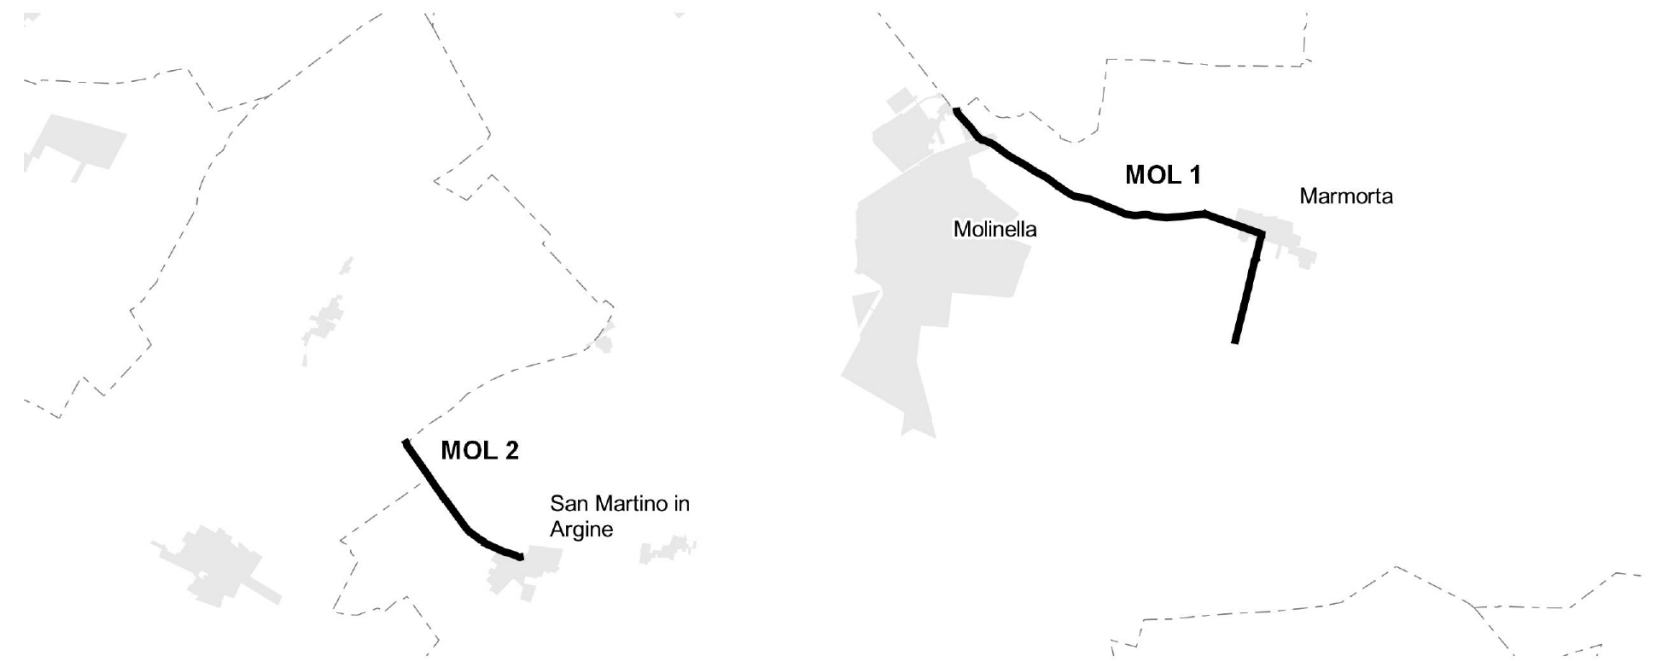 MOL 2
San Martino in
Argine
MOL 1
Marmorta
Molinella